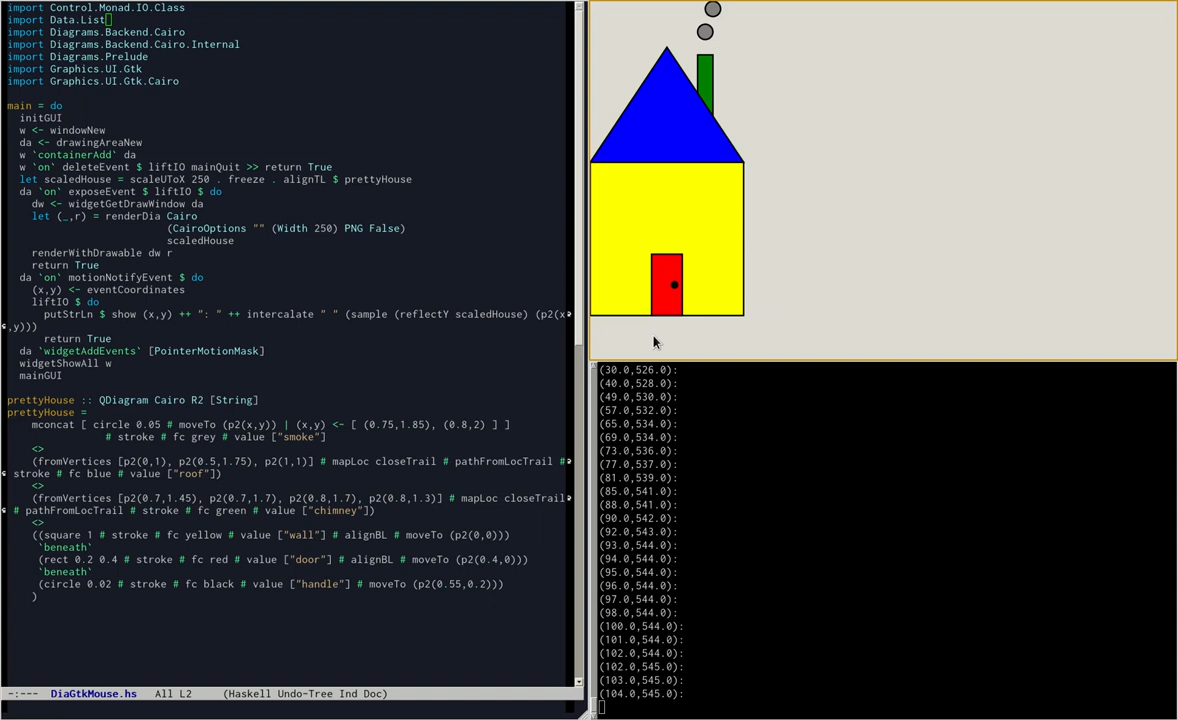 import Control.Monad.IO.Class
import Data.List
import Diagrams.Backend.Cairo
import Diagrams.Backend.Cairo.Internal
import Diagrams.Prelude
import Graphics.UI.Gtk
import Graphics.UI.Gtk.Cairo
main = do
initGUI
w <- windowNew
da <- drawingAreaNew
w `containerAdd` da
w `on` deleteEvent $ liftIO mainQuit >> return True
let scaledHouse = scaleUToX 250 . freeze . alignTL $ prettyHouse
da `on` exposeEvent $ liftIO $ do
dw <- widgetGetDrawWindow da
let (_,r) = renderDia Cairo
(CairoOptions "" (Width 250) PNG False)
scaledHouse
renderWithDrawable dw r
return True
da `on` motionNotifyEvent $ do
(x,y) <- eventCoordinates
liftIO $ do
putStrLn $ show (x,y) ++ ": " ++ intercalate " " (sample (reflectY scaledHouse) (p2(x
,y)))
return True
da `widgetAddEvents` [PointerMotionMask]
widgetShowAll w
mainGUI
prettyHouse :: QDiagram Cairo R2 [String]
prettyHouse =
mconcat [ circle 0.05 # moveTo (p2(x,y)) | (x,y) <- [ (0.75,1.85), (0.8,2) ] ]
# stroke # fc grey # value ["smoke"]
<>
(fromVertices [p2(0,1), p2(0.5,1.75), p2(1,1)] # mapLoc closeTrail # pathFromLocTrail #
stroke # fc blue # value ["roof"])
<>
(fromVertices [p2(0.7,1.45), p2(0.7,1.7), p2(0.8,1.7), p2(0.8,1.3)] # mapLoc closeTrail
# pathFromLocTrail # stroke # fc green # value ["chimney"])
<>
((square 1 # stroke # fc yellow # value ["wall"] # alignBL # moveTo (p2(0,0)))
`beneath`
(rect 0.2 0.4 # stroke # fc red # value ["door"] # alignBL # moveTo (p2(0.4,0)))
`beneath`
(circle 0.02 # stroke # fc black # value ["handle"] # moveTo (p2(0.55,0.2)))
)
-:--- DiaGtkMouse.hs All L2 (Haskell Undo-Tree Ind Doc)
(30.0,526.0):
(40.0,528.0):
(49.0,530.0):
(57.0,532.0):
(65.0,534.0):
(69.0,534.0):
(73.0,536.0):
(77.0,537.0):
(81.0,539.0):
(85.0,541.0):
(88.0,541.0):
(90.0,542.0):
(92.0,543.0):
(93.0,544.0):
(94.0,544.0):
(95.0,544.0):
(96.0,544.0):
(97.0,544.0):
(98.0,544.0):
(100.0,544.0):
(101.0,544.0):
(102.0,544.0):
(102.0,545.0):
(103.0,545.0):
(104.0,545.0):